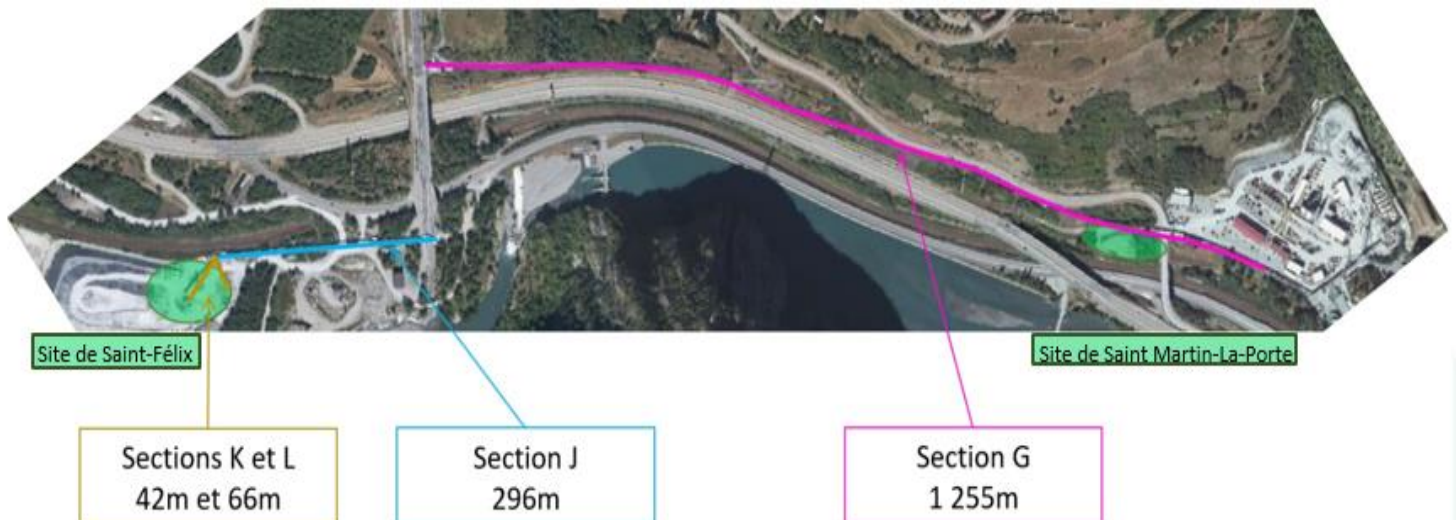 Site de Saint-Félix
Site de Saint Martin-La-Porte
Sections K et L
42m et 66m
Section J
296m
Section G
1 255m